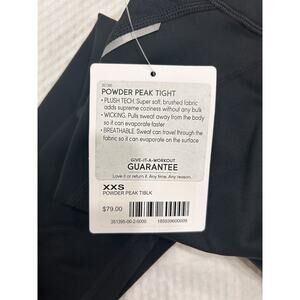 POWDER PEAK TIGHT
• PLUSH TECH. Super soft, brushed fabric
adds supreme coziness without any bulk
• WICKING. Pulls sweat away from the body
so it can evaporate faster
• BREATHABLE. Sweat can travel through the
fabric so it can evaporate on the surface
GIVE-IT-A-WORKOUT
GUARANTEE
Love it or return it. Any Time. Any Reason.
XXS
POWDER PEAK TIBLK
$79.00